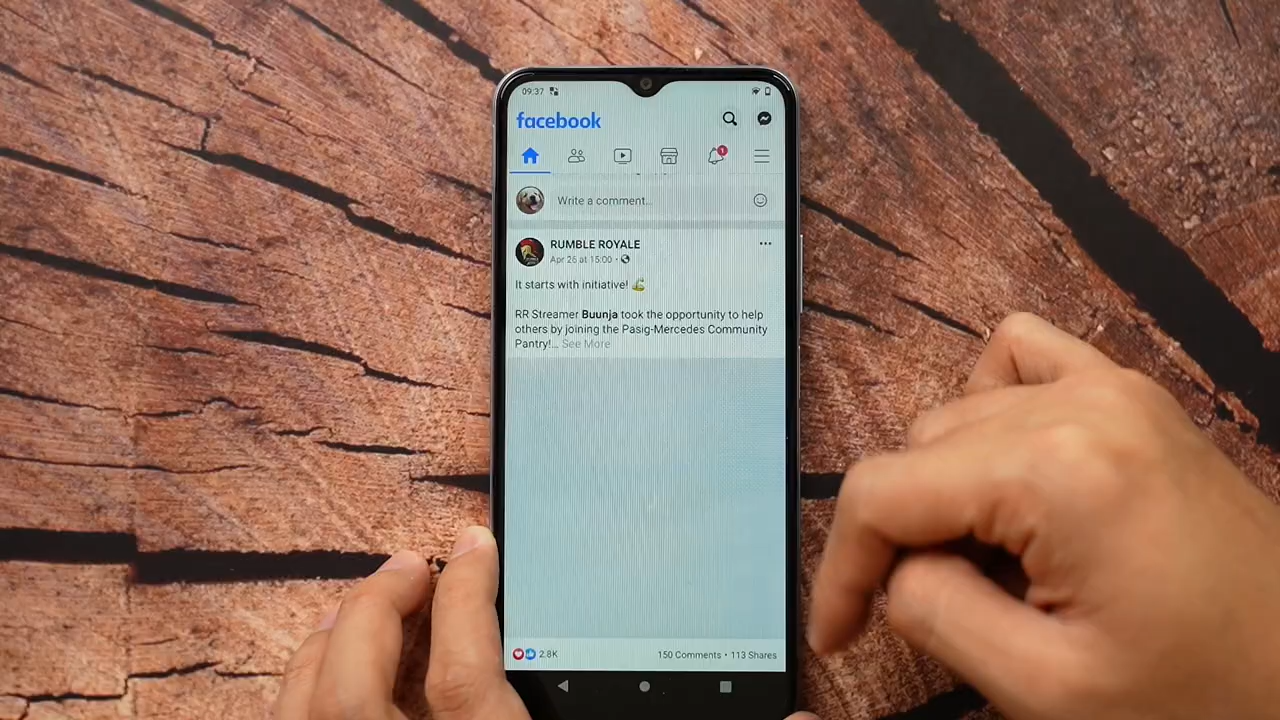 09:37
facebook
1
Write a comment...
RUMBLE ROYALE
Apr 26 at 15:00 •
It starts with initiative!
RR Streamer Buunja took the opportunity to help
others by joining the Pasig-Mercedes Community
Pantry!... See More
2.8K
150 Comments • 113 Shares